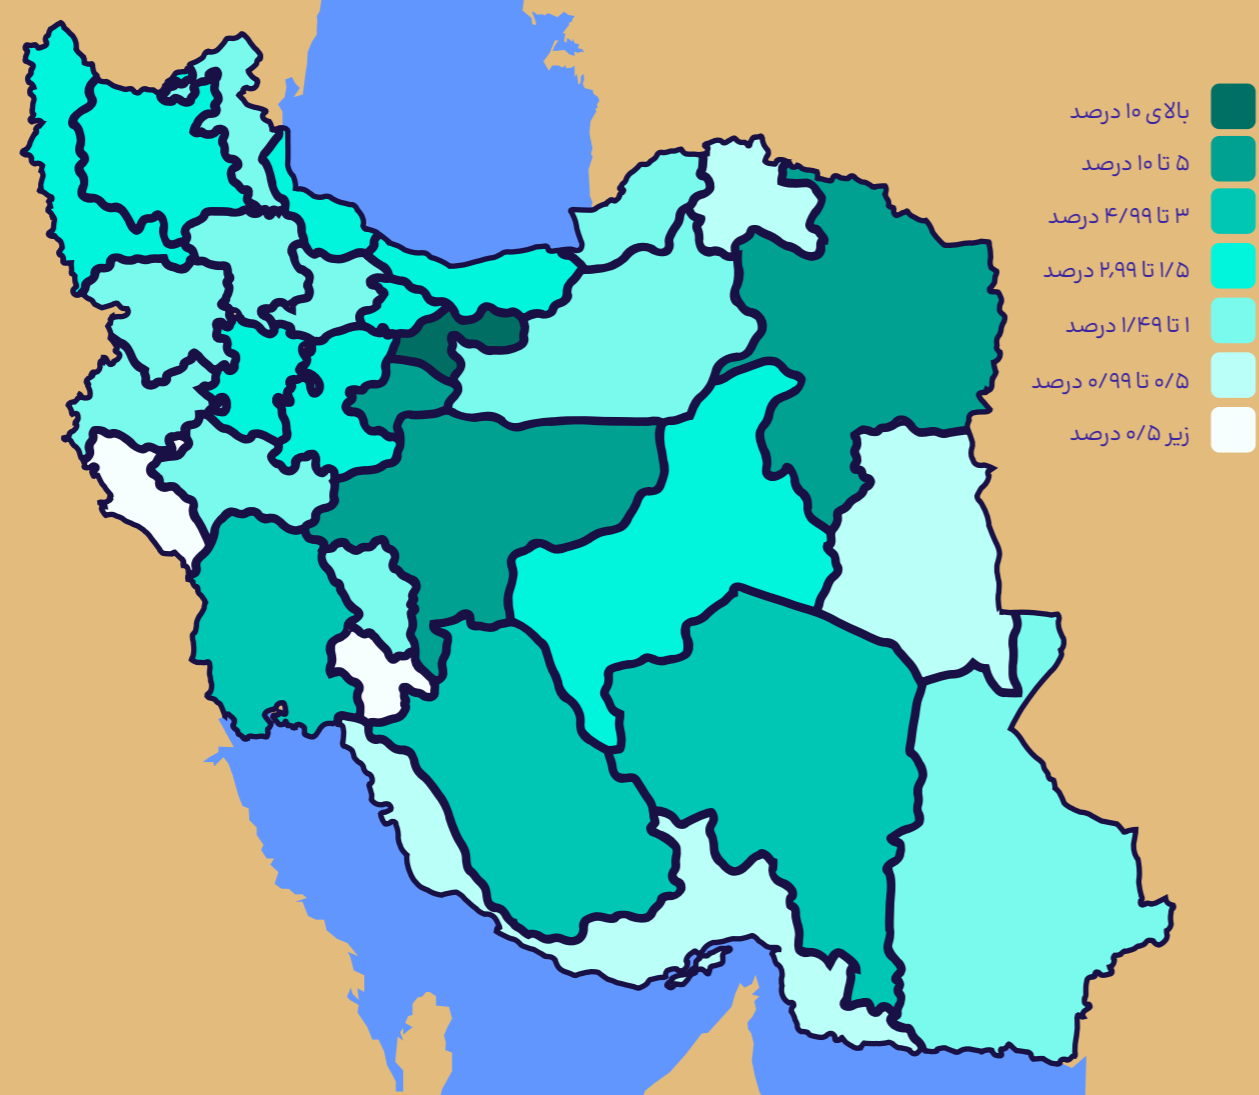 بالای ۱۰ درصد
۵ تا ۱۰ درصد
۳ تا ۴/۹۹ درصد
۱/۵ تا ۲٫۹۹ درصد
۱ تا ۱/۴۹ درصد
۰/۵ تا ۰/۹۹ درصد
زیر ۰/۵ درصد